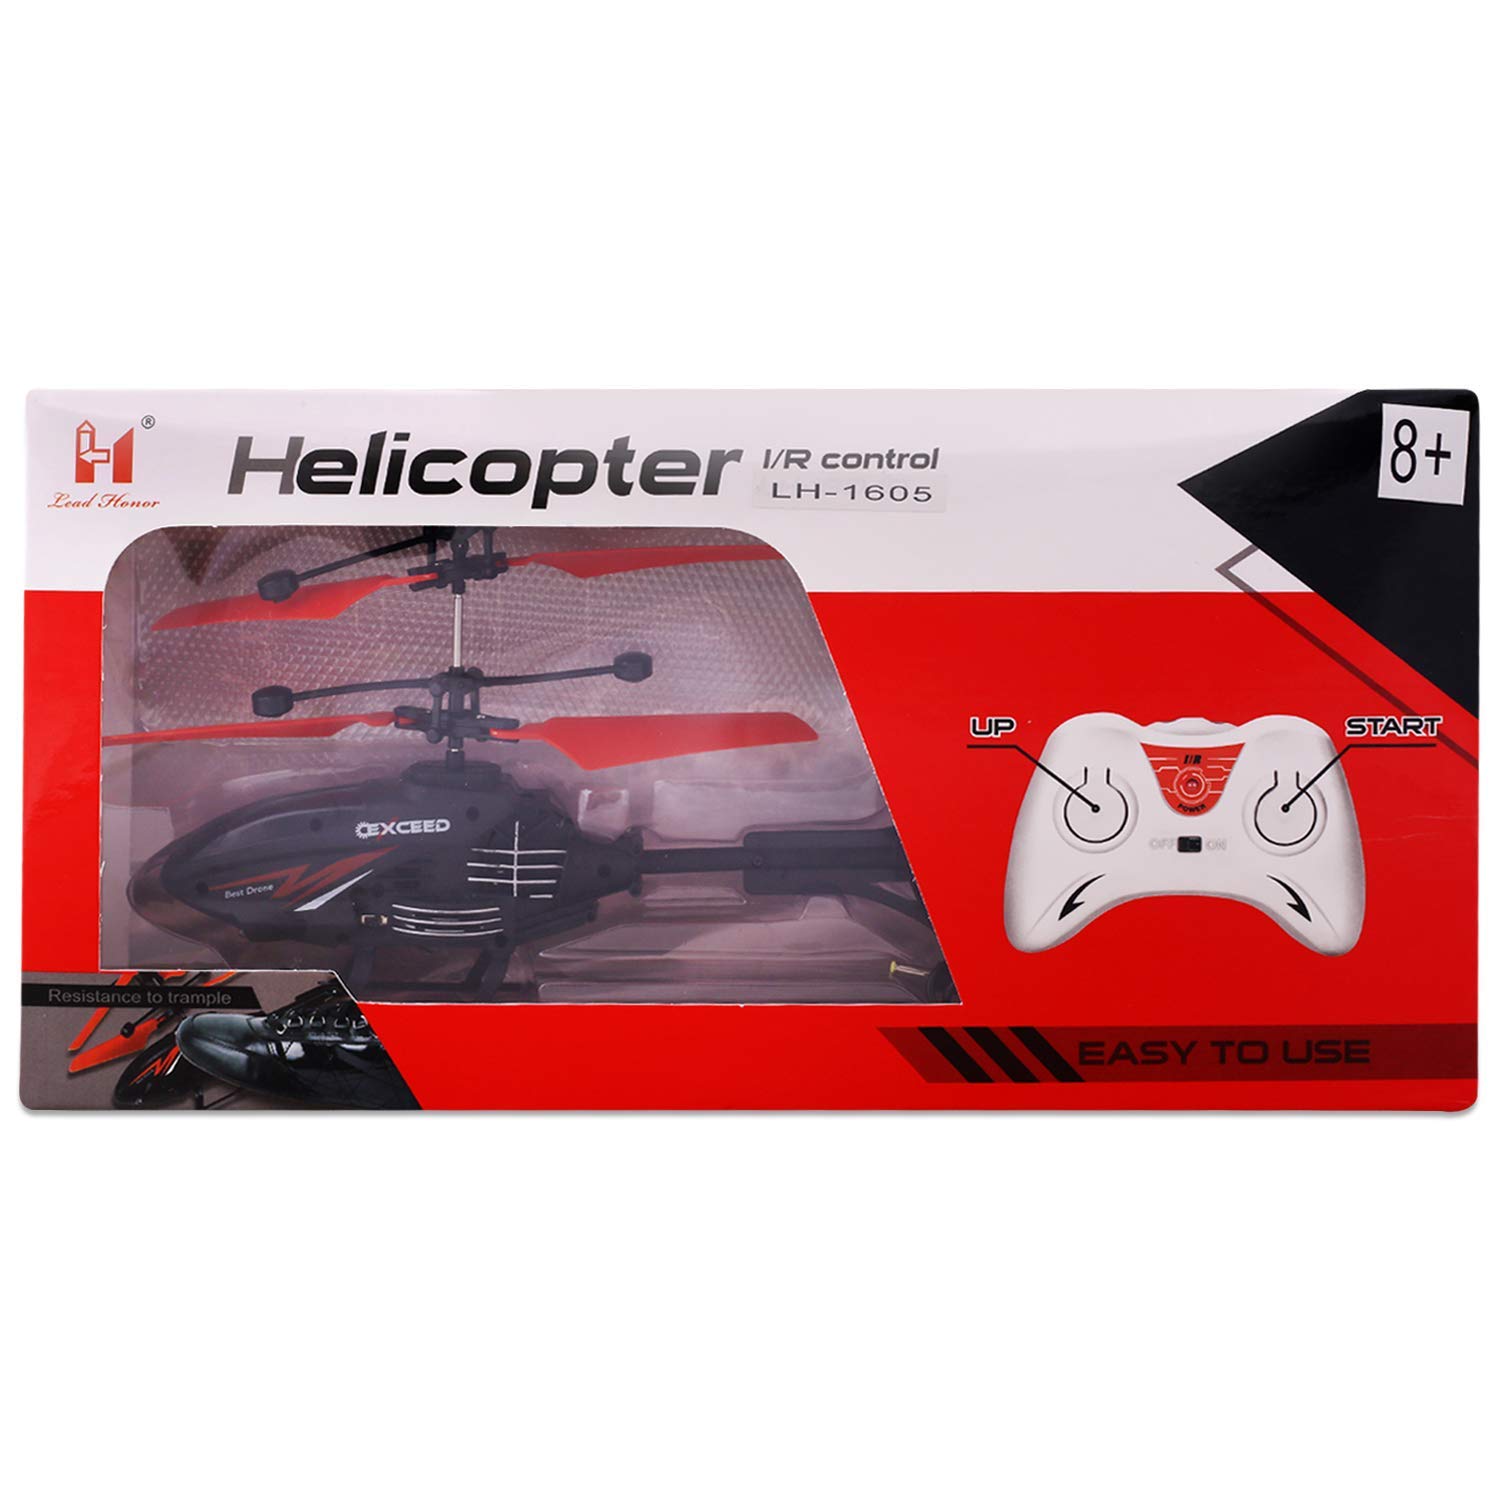 ®
Lead Honor
Helicopter I/R control
LH-1605
8+
EXCEED
Best Drone
Resistance to trample
UP
START
I/R
POWER
OFF ON
EASY TO USE